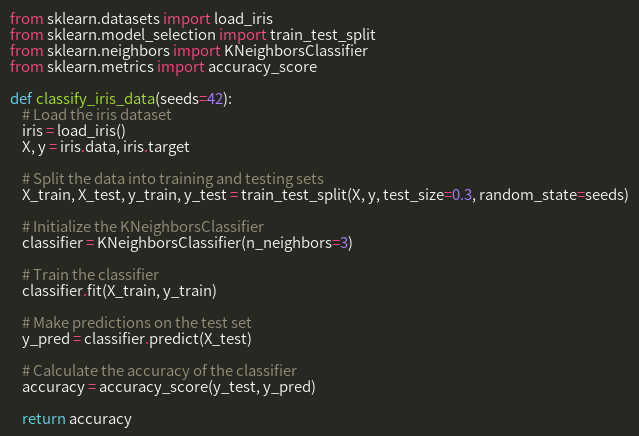 from sklearn.datasets import load_iris
from sklearn.model_selection import train_test_split
from sklearn.neighbors import KNeighborsClassifier
from sklearn.metrics import accuracy_score

def classify_iris_data(seeds=42):
    # Load the iris dataset
    iris = load_iris()
    X, y = iris.data, iris.target

    # Split the data into training and testing sets
    X_train, X_test, y_train, y_test = train_test_split(X, y, test_size=0.3, random_state=seeds)

    # Initialize the KNeighborsClassifier
    classifier = KNeighborsClassifier(n_neighbors=3)

    # Train the classifier
    classifier.fit(X_train, y_train)

    # Make predictions on the test set
    y_pred = classifier.predict(X_test)

    # Calculate the accuracy of the classifier
    accuracy = accuracy_score(y_test, y_pred)

    return accuracy